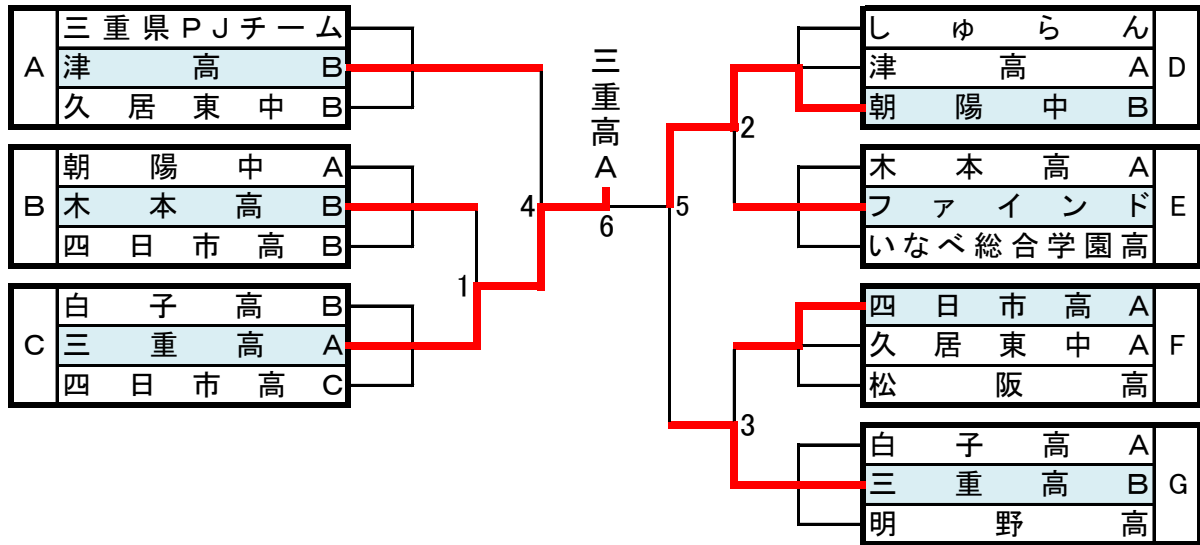 A
三重県PJチーム
津高B
久居東中B
B
朝陽中A
木本高B
四日市高B
C
白子高B
三重高A
四日市高C
1
4
三重高A
6
5
2
3
しゅらん
津高A
朝陽中B
D
木本高A
ファインド
いなべ総合学園高
E
四日市高A
久居東中A
松阪高
F
白子高A
三重高B
明野高
G